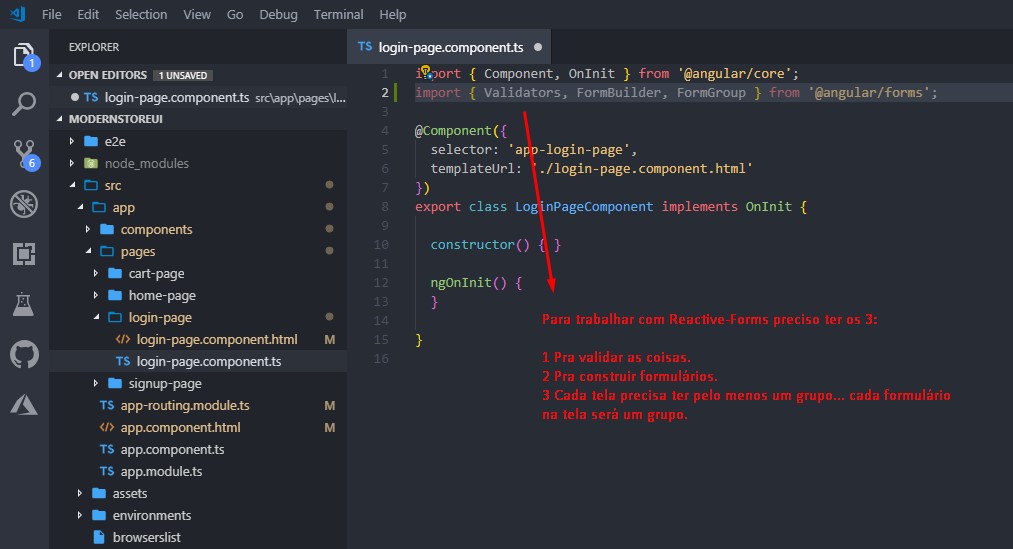 File Edit Selection View Go Debug Terminal Help
EXPLORER
OPEN EDITORS 1 UNSAVED
TS login-page.component.ts src\app\pages\l...
MODERNSTOREUI
e2e
node_modules
src
app
components
pages
cart-page
home-page
login-page
</> login-page.component.html M
TS login-page.component.ts
signup-page
TS app-routing.module.ts M
</> app.component.html M
TS app.component.ts
TS app.module.ts
assets
environments
browserslist
1
6
TS login-page.component.ts
1 import { Component, OnInit } from '@angular/core';
2 import { Validators, FormBuilder, FormGroup } from '@angular/forms';
3
4 @Component({
5 selector: 'app-login-page',
6 templateUrl: './login-page.component.html'
7 })
8 export class LoginPageComponent implements OnInit {
9
10 constructor() { }
11
12 ngOnInit() {
13 }
14
15 }
16
Para trabalhar com Reactive-Forms preciso ter os 3:
1 Pra validar as coisas.
2 Pra construir formulários.
3 Cada tela precisa ter pelo menos um grupo... cada formulário
na tela será um grupo.